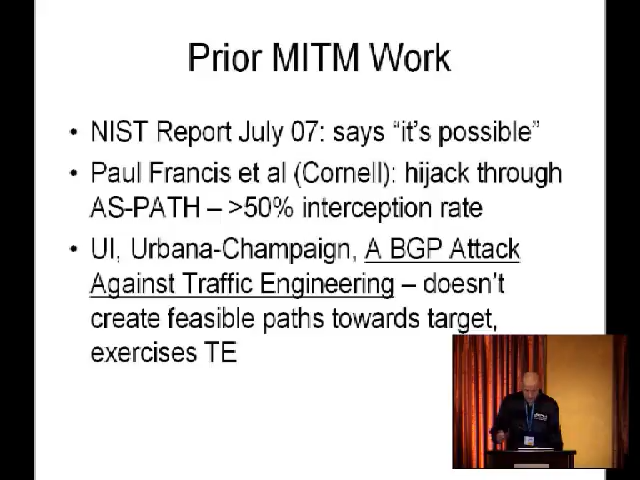 Prior MITM Work
• NIST Report July 07: says “it’s possible”
• Paul Francis et al (Cornell): hijack through
AS-PATH – >50% interception rate
• UI, Urbana-Champaign, A BGP Attack
Against Traffic Engineering – doesn’t
create feasible paths towards target,
exercises TE